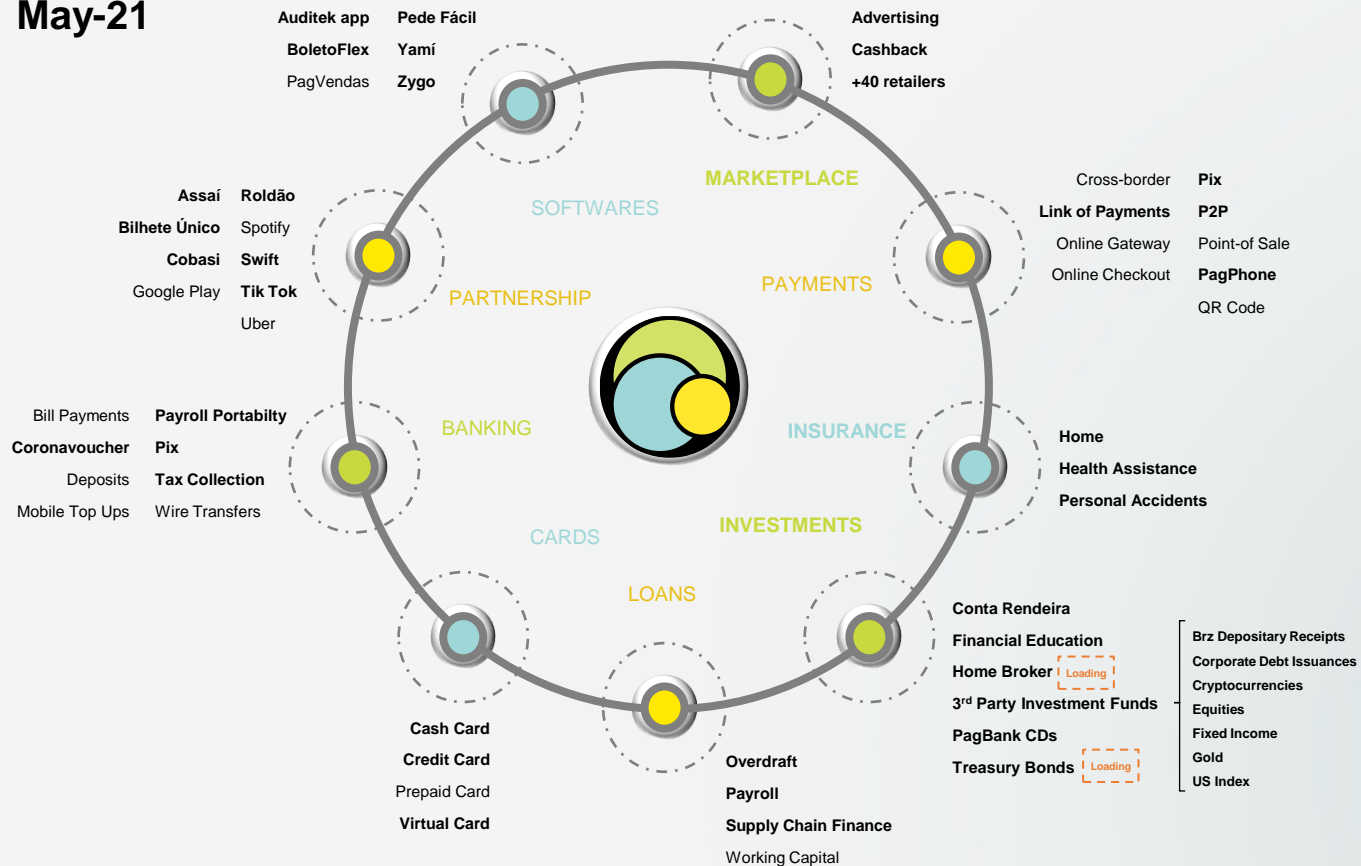 May-21
Auditek app Pede Fácil
BoletoFlex Yamí
PagVendas Zygo
Advertising
Cashback
+40 retailers
MARKETPLACE
SOFTWARES
Assaí Roldão
Bilhete Único Spotify
Cobasi Swift
Google Play Tik Tok
Uber
Cross-border Pix
Link of Payments P2P
Online Gateway Point-of Sale
Online Checkout PagPhone
QR Code
PARTNERSHIP
PAYMENTS
Bill Payments Payroll Portabilty
Coronavoucher Pix
Deposits Tax Collection
Mobile Top Ups Wire Transfers
BANKING
INSURANCE
Home
Health Assistance
Personal Accidents
CARDS
INVESTMENTS
LOANS
Cash Card
Credit Card
Prepaid Card
Virtual Card
Overdraft
Payroll
Supply Chain Finance
Working Capital
Conta Rendeira
Financial Education
Home Broker Loading
3rd Party Investment Funds
PagBank CDs
Treasury Bonds Loading
Brz Depositary Receipts
Corporate Debt Issuances
Cryptocurrencies
Equities
Fixed Income
Gold
US Index